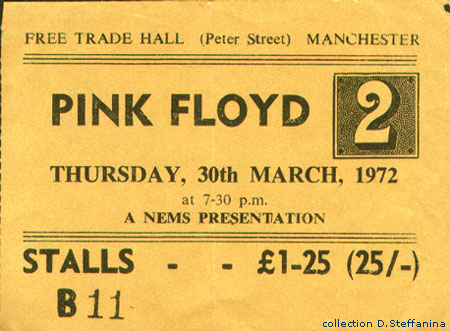 FREE TRADE HALL (Peter Street) MANCHESTER
PINK FLOYD 2
THURSDAY, 30th MARCH, 1972
at 7-30 p.m.
A NEMS PRESENTATION
STALLS - - £1-25 (25/-)
B 11
collection D.Steffanina